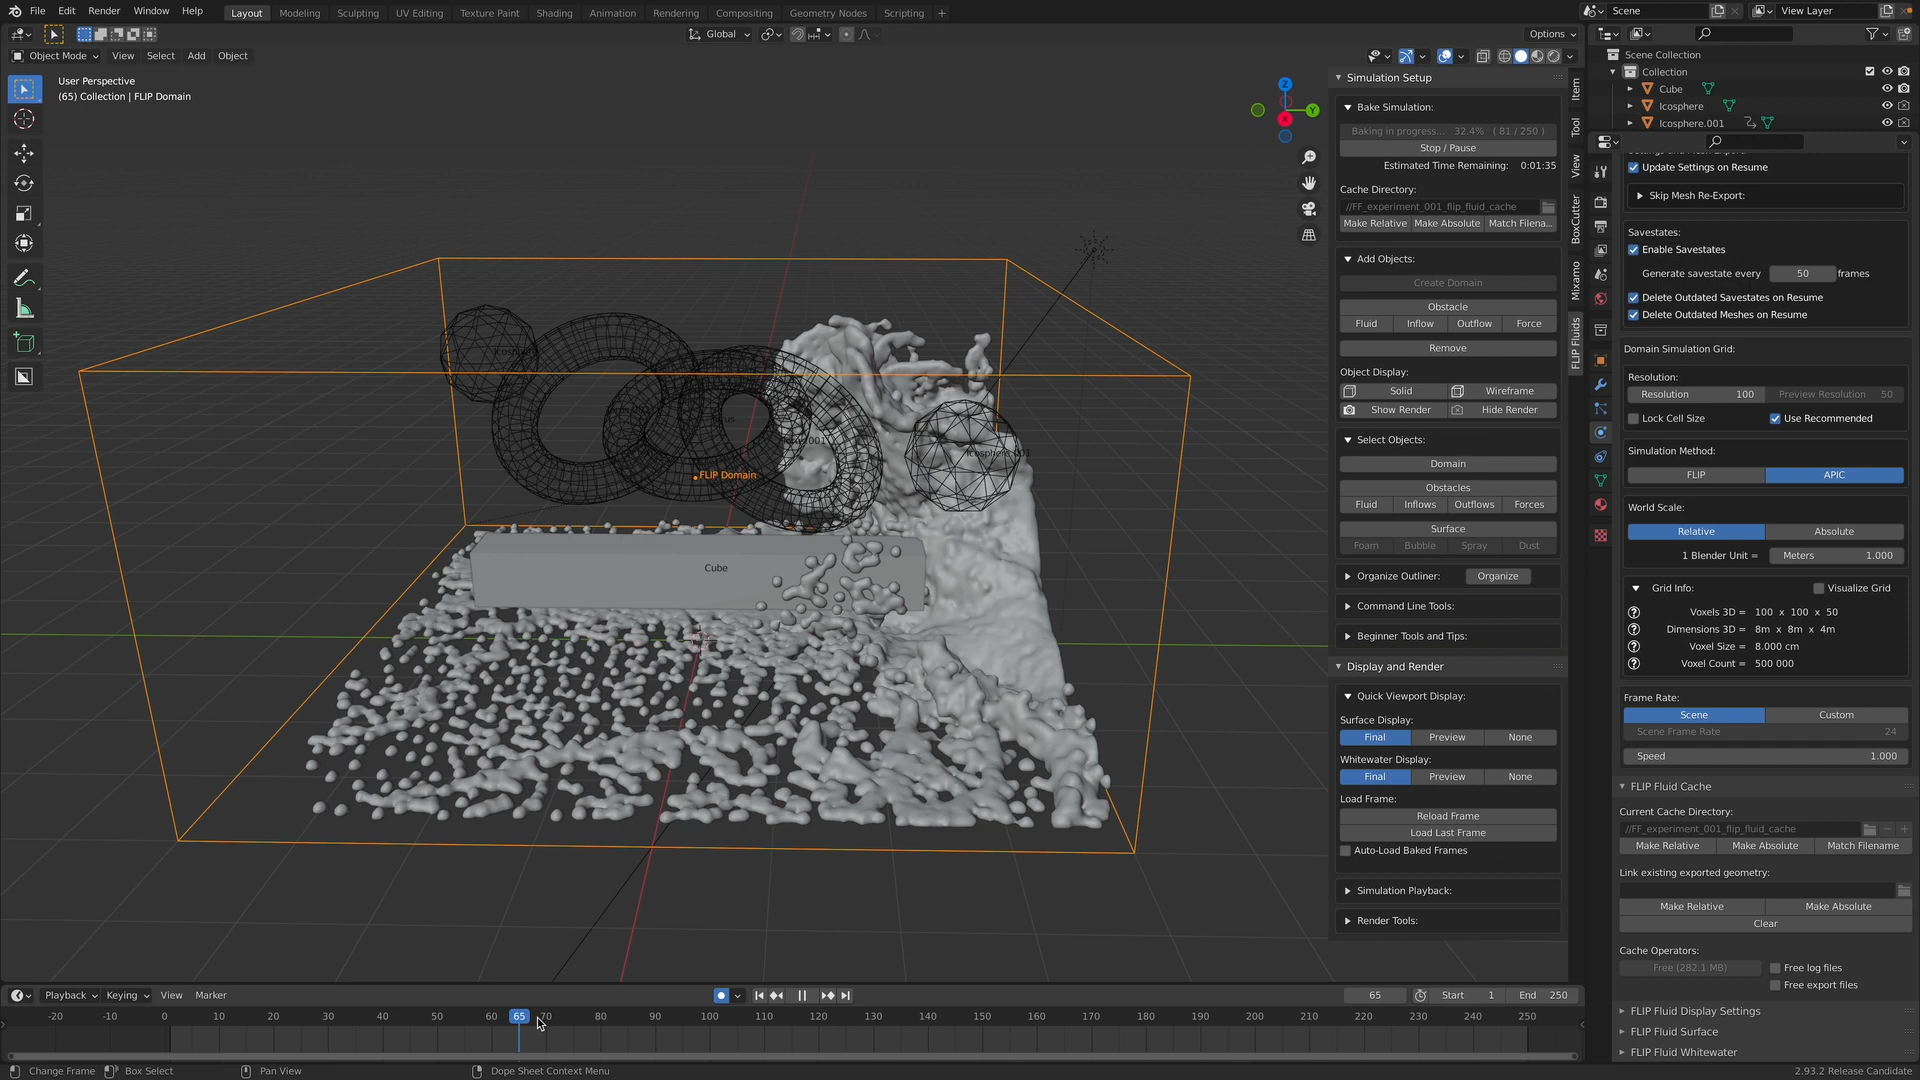 File Edit Render Window Help Layout Modeling Sculpting UV Editing Texture Paint Shading Animation Rendering Compositing Geometry Nodes Scripting + Scene View Layer
Global Options
Object Mode View Select Add Object
User Perspective
(65) Collection | FLIP Domain
Z
Y
X
FLIP Domain
Cube
Simulation Setup
Bake Simulation:
Baking in progress... 32.4% ( 81 / 250 )
Stop / Pause
Estimated Time Remaining: 0:01:35
Cache Directory:
//FF_experiment_001_flip_fluid_cache
Make Relative Make Absolute Match Filena...
Add Objects:
Create Domain
Obstacle
Fluid Inflow Outflow Force
Remove
Object Display:
Solid Wireframe
Show Render Hide Render
Select Objects:
Domain
Obstacles
Fluid Inflows Outflows Forces
Surface
Foam Bubble Spray Dust
Organize Outliner: Organize
Command Line Tools:
Beginner Tools and Tips:
Display and Render
Quick Viewport Display:
Surface Display:
Final Preview None
Whitewater Display:
Final Preview None
Load Frame:
Reload Frame
Load Last Frame
Auto-Load Baked Frames
Simulation Playback:
Render Tools:
Item
Tool
View
BoxCutter
Mixamo
FLIP Fluids
Scene Collection
Collection
Cube
Icosphere
Icosphere.001
Update Settings on Resume
Skip Mesh Re-Export:
Savestates:
Enable Savestates
Generate savestate every 50 frames
Delete Outdated Savestates on Resume
Delete Outdated Meshes on Resume
Domain Simulation Grid:
Resolution:
Resolution 100 Preview Resolution 50
Lock Cell Size Use Recommended
Simulation Method:
FLIP APIC
World Scale:
Relative Absolute
1 Blender Unit = Meters 1.000
Grid Info: Visualize Grid
Voxels 3D = 100 x 100 x 50
Dimensions 3D = 8m x 8m x 4m
Voxel Size = 8.000 cm
Voxel Count = 500 000
Frame Rate:
Scene Custom
Scene Frame Rate 24
Speed 1.000
FLIP Fluid Cache
Current Cache Directory:
//FF_experiment_001_flip_fluid_cache
Make Relative Make Absolute Match Filename
Link existing exported geometry:
Make Relative Make Absolute
Clear
Cache Operators:
Free (282.1 MB) Free log files
Free export files
FLIP Fluid Display Settings
FLIP Fluid Surface
FLIP Fluid Whitewater
Playback Keying View Marker 65 Start 1 End 250
-20 -10 0 10 20 30 40 50 60 65 70 80 90 100 110 120 130 140 150 160 170 180 190 200 210 220 230 240 250
Change Frame Box Select Pan View Dope Sheet Context Menu 2.93.2 Release Candidate